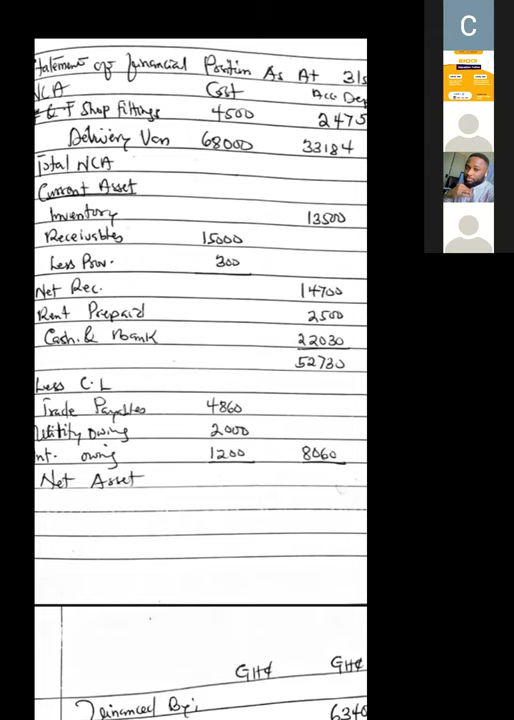 Statement of financial Position As At 31s
NCA Cost Acc Dep
& F Shop fittings 4500 2475
Delivery Van 68000 33184
Total NCA
Current Asset
Inventory 13500
Receivables 15000
Less Prov. 300
Net Rec. 14700
Rent Prepaid 2500
Cash & Bank 22030
52730
Less C.L
Trade Payables 4860
Utility owing 2000
nt. owing 1200 8060
Net Asset
GH¢ GH¢
Financed By: 6340
C